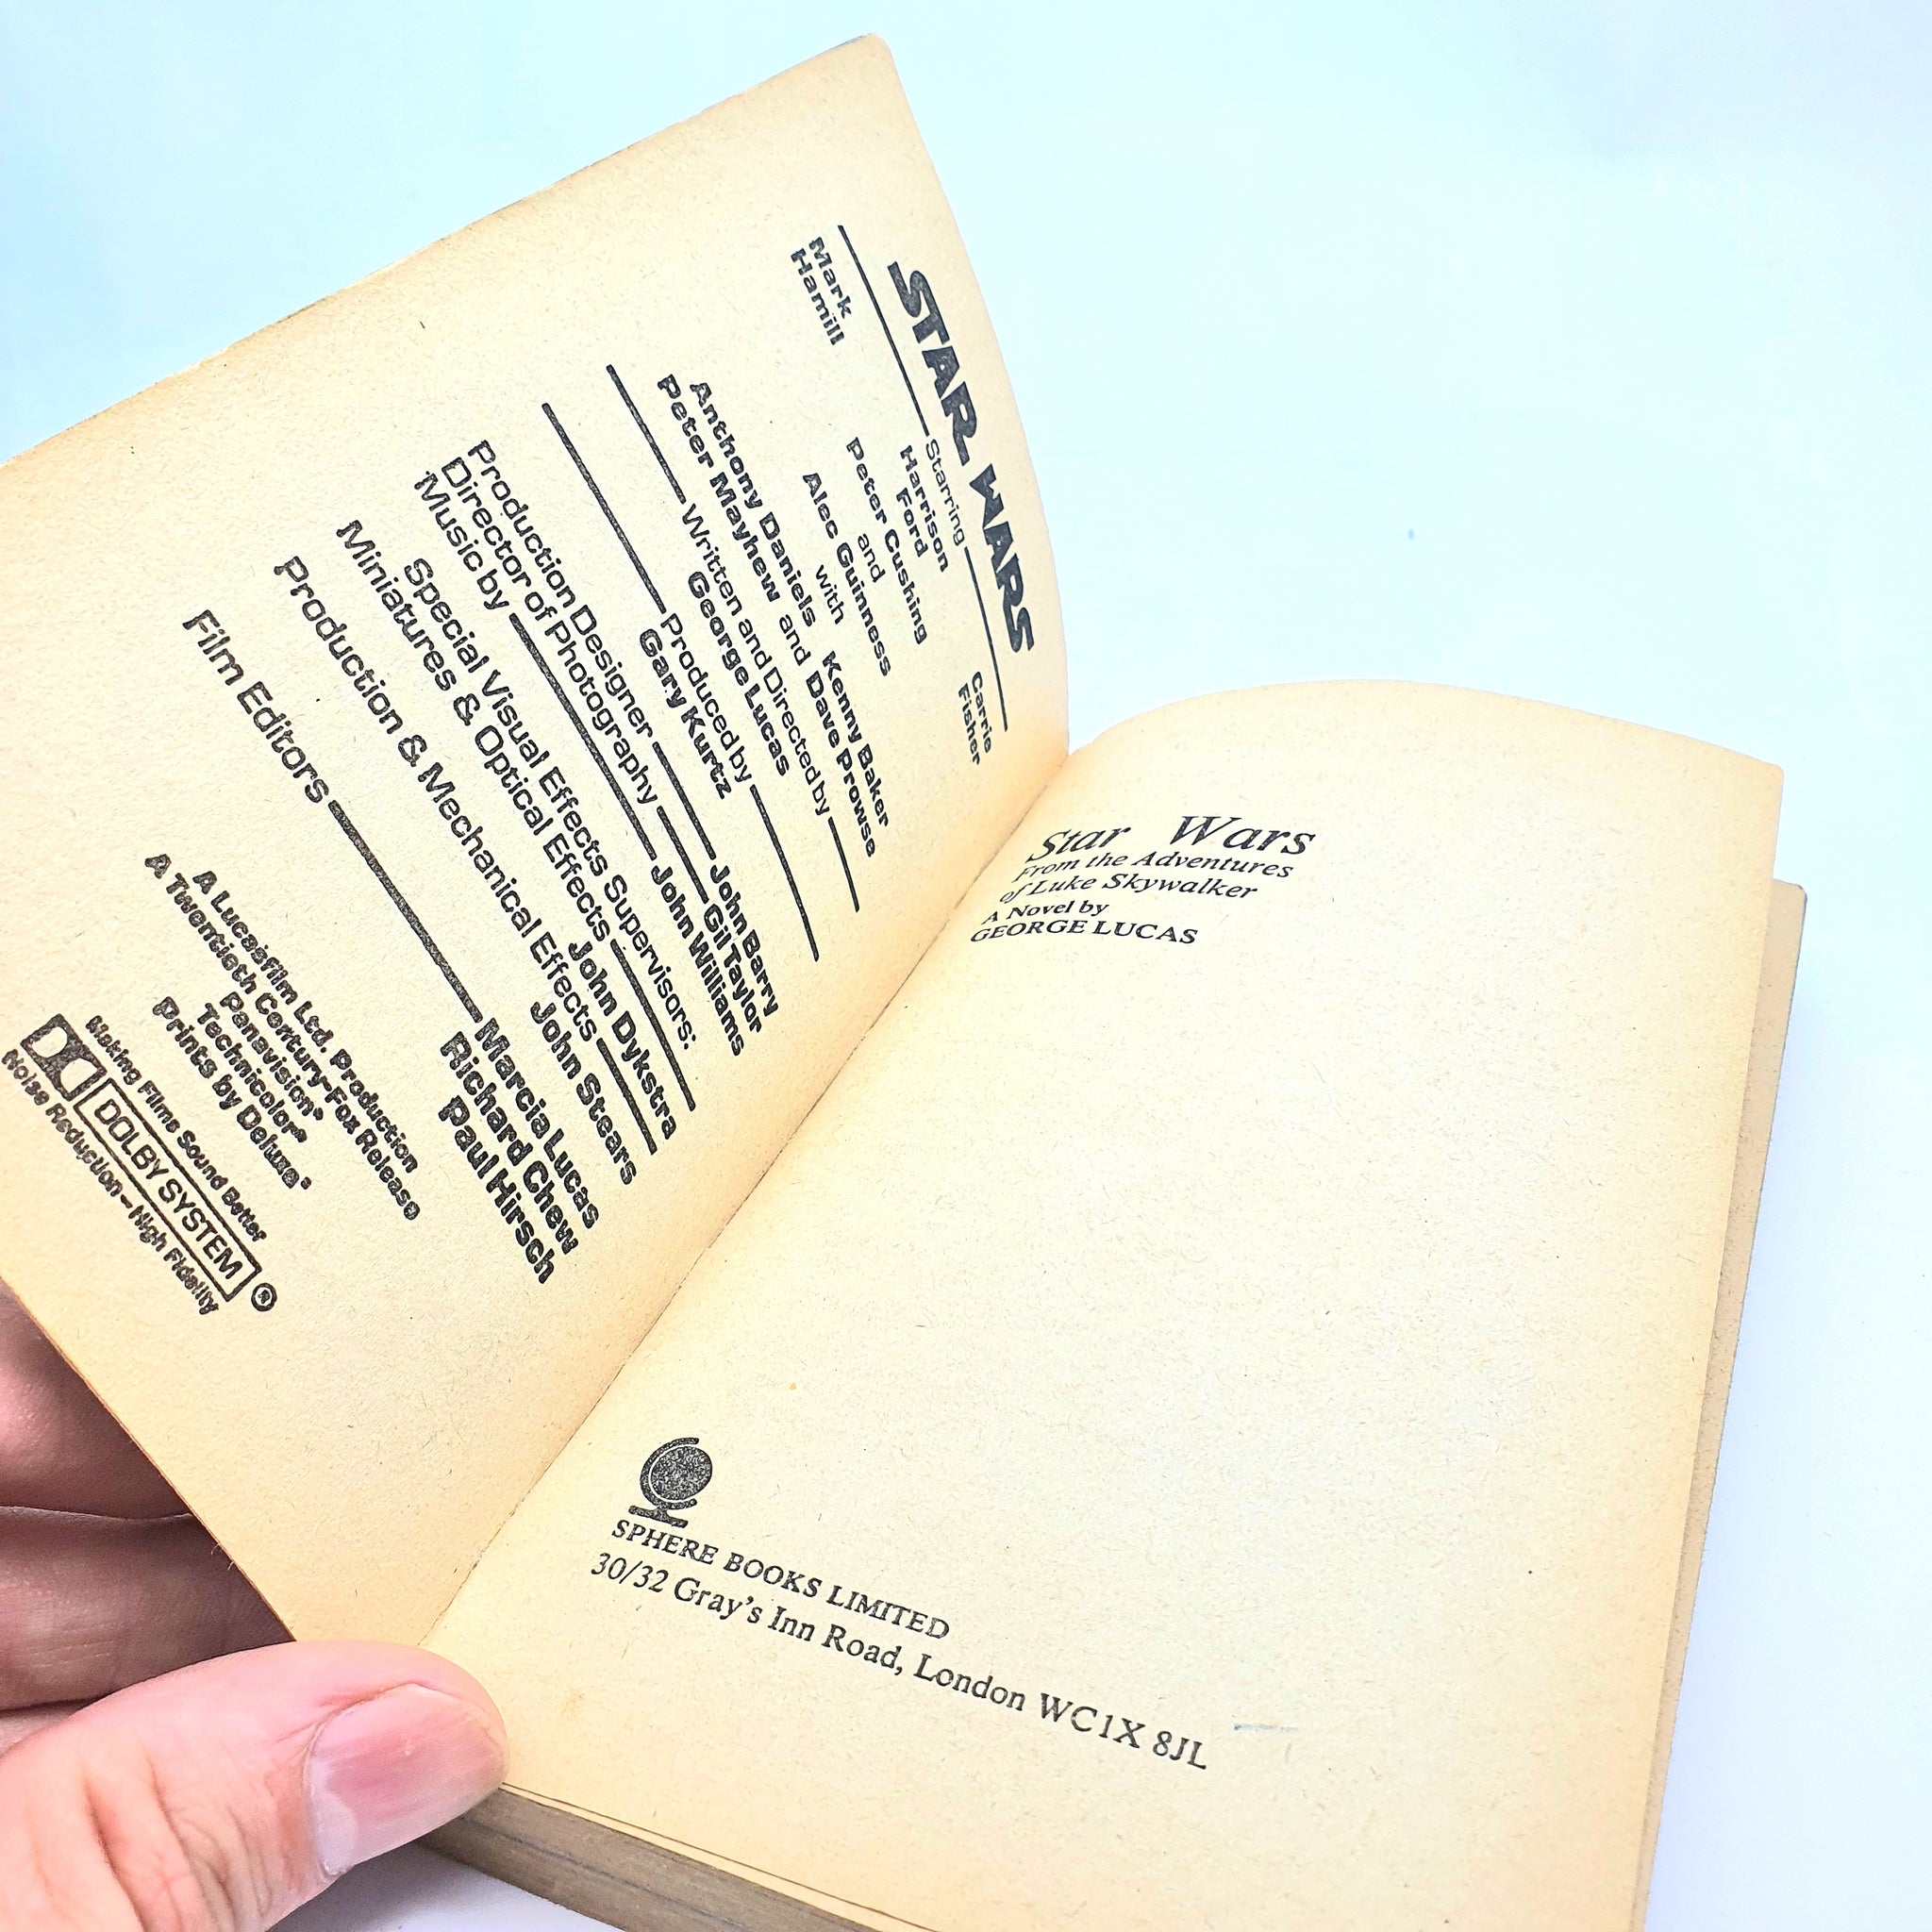 STAR WARS
Starring
Mark Hamill
Harrison Ford
Carrie Fisher
Peter Cushing
and
Alec Guinness
with
Anthony Daniels Kenny Baker
Peter Mayhew and Dave Prowse
Written and Directed by
George Lucas
Produced by
Gary Kurtz
Production Designer John Barry
Director of Photography Gil Taylor
Music by John Williams
Special Visual Effects Supervisors:
Miniatures & Optical Effects John Dykstra
Production & Mechanical Effects John Stears
Film Editors Marcia Lucas
Richard Chew
Paul Hirsch
A Lucasfilm Ltd. Production
A Twentieth Century-Fox Release
Panavision®
Technicolor®
Prints by Deluxe®
Making Films Sound Better
DOLBY SYSTEM ®
Noise Reduction – High Fidelity
Star Wars
From the Adventures
of Luke Skywalker
A Novel by
GEORGE LUCAS
SPHERE BOOKS LIMITED
30/32 Gray's Inn Road, London WC1X 8JL